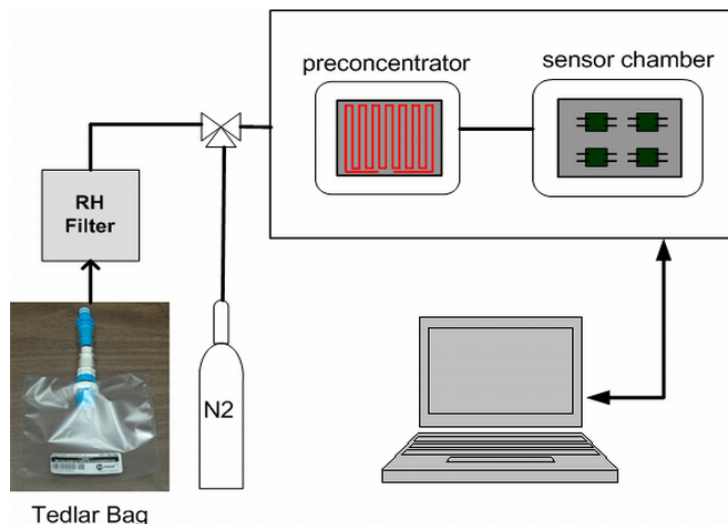 preconcentrator
sensor chamber
RH
Filter
N2
Tedlar Bag